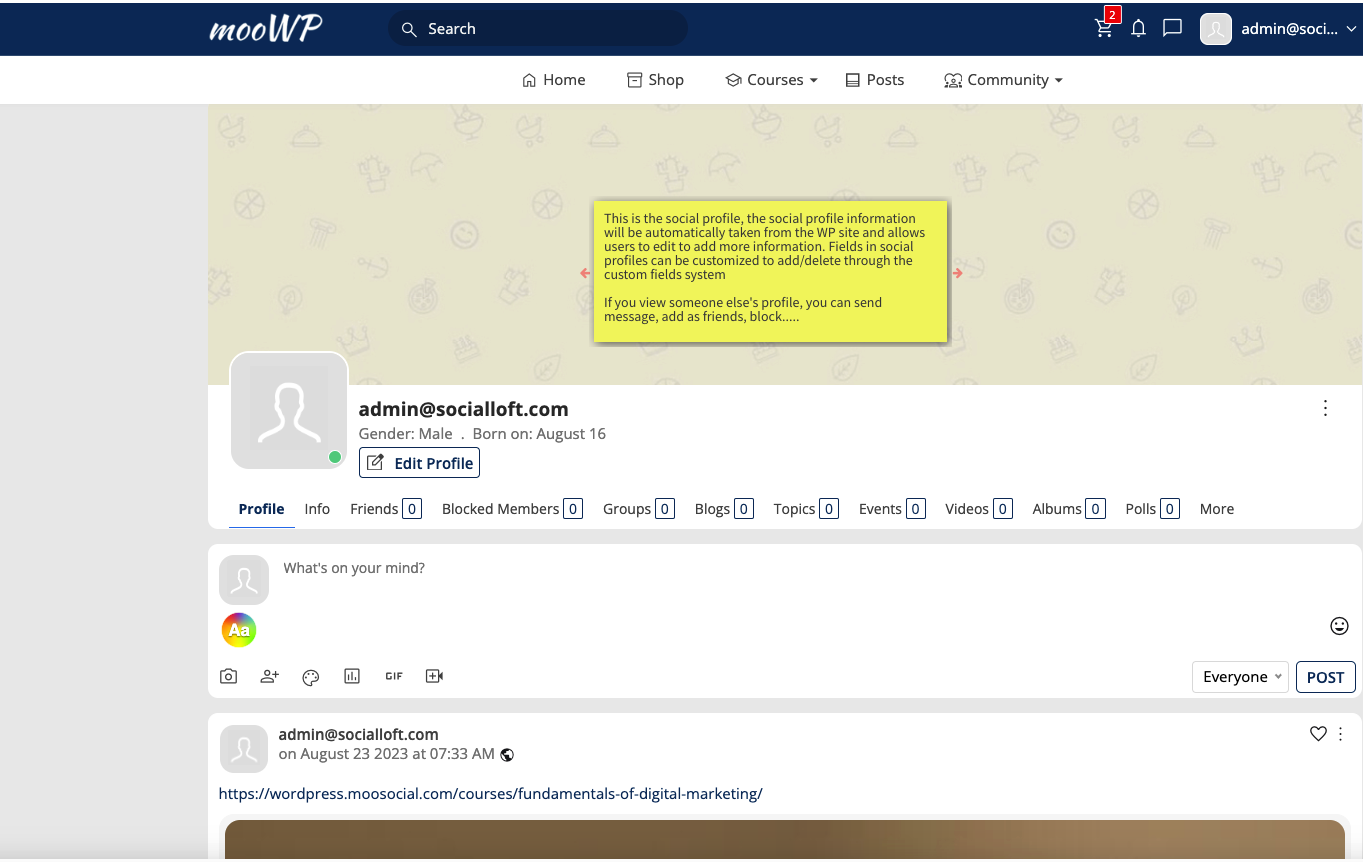 mooWP
Search
2
admin@soci...
Home
Shop
Courses
Posts
Community
This is the social profile, the social profile information
will be automatically taken from the WP site and allows
users to edit to add more information. Fields in social
profiles can be customized to add/delete through the
custom fields system
If you view someone else's profile, you can send
message, add as friends, block.....
admin@socialloft.com
Gender: Male . Born on: August 16
Edit Profile
Profile Info Friends 0 Blocked Members 0 Groups 0 Blogs 0 Topics 0 Events 0 Videos 0 Albums 0 Polls 0 More
What's on your mind?
Aa
GIF
Everyone
POST
admin@socialloft.com
on August 23 2023 at 07:33 AM
https://wordpress.moosocial.com/courses/fundamentals-of-digital-marketing/